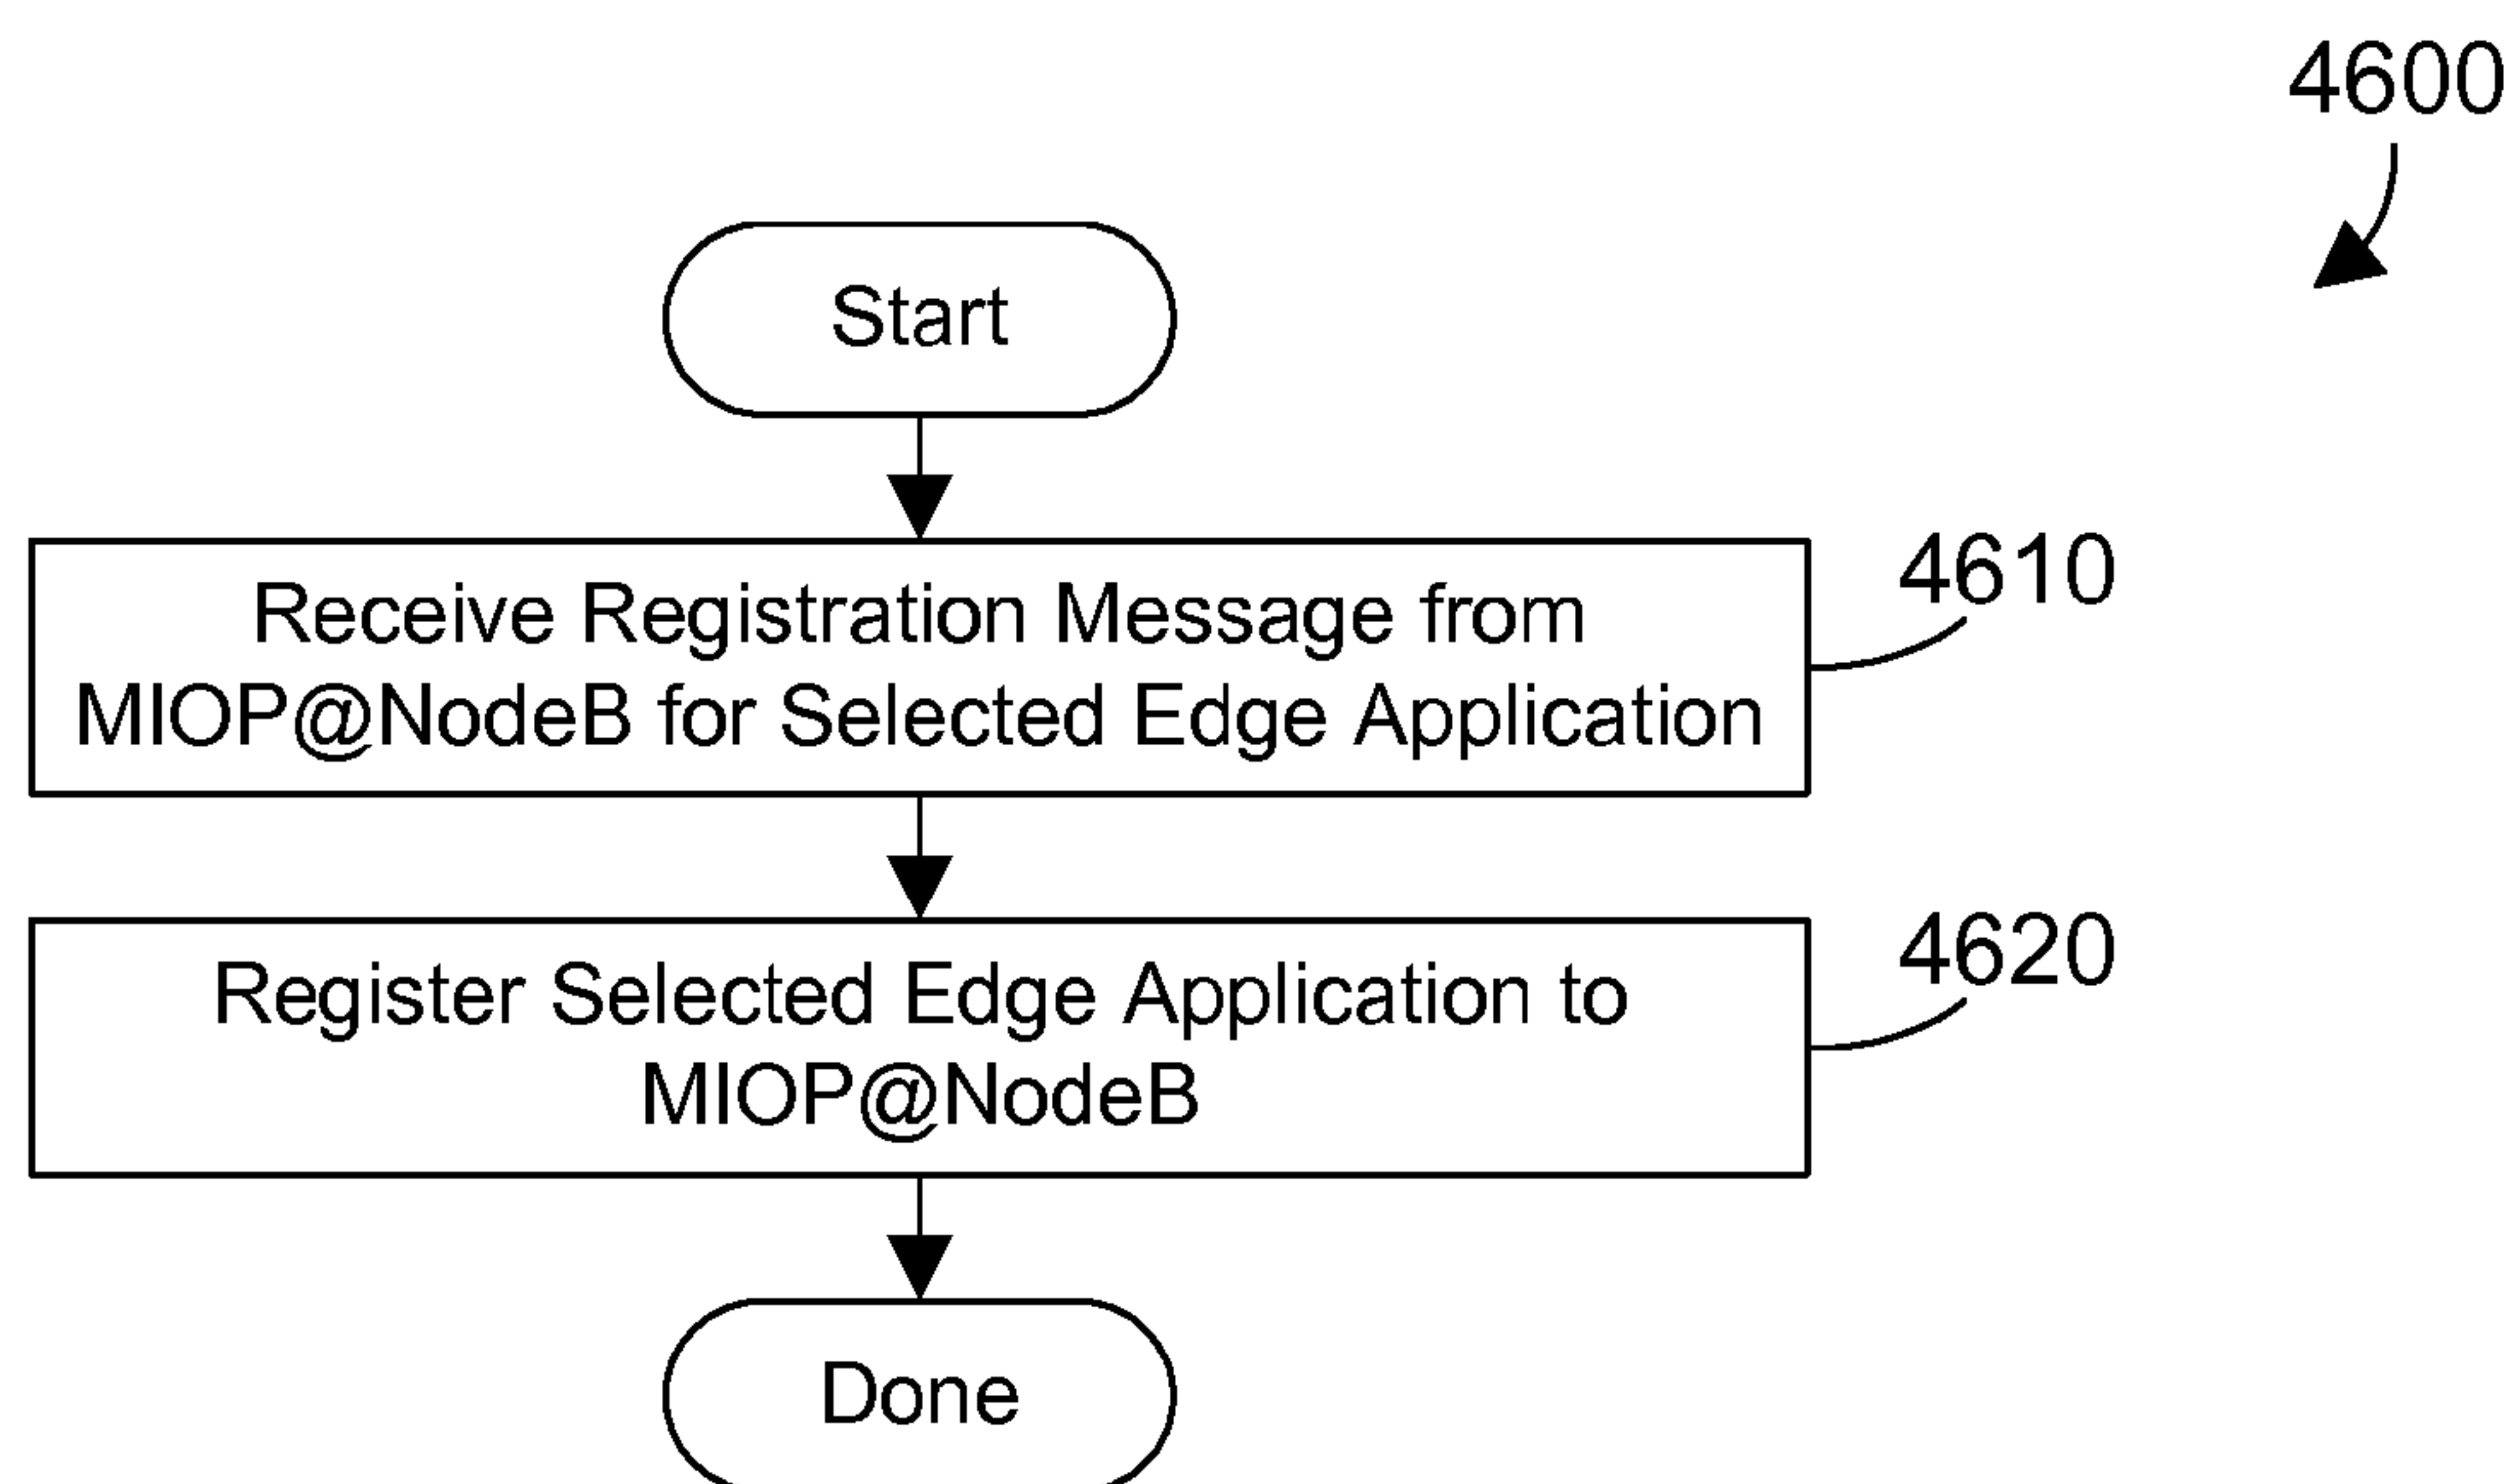 4600
Start
Receive Registration Message from
MIOP@NodeB for Selected Edge Application
4610
Register Selected Edge Application to
MIOP@NodeB
4620
Done